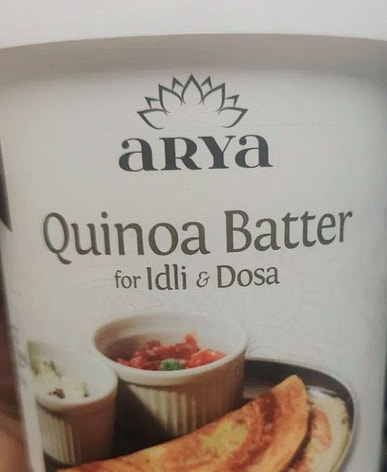 ARYA
Quinoa Batter
for Idli & Dosa